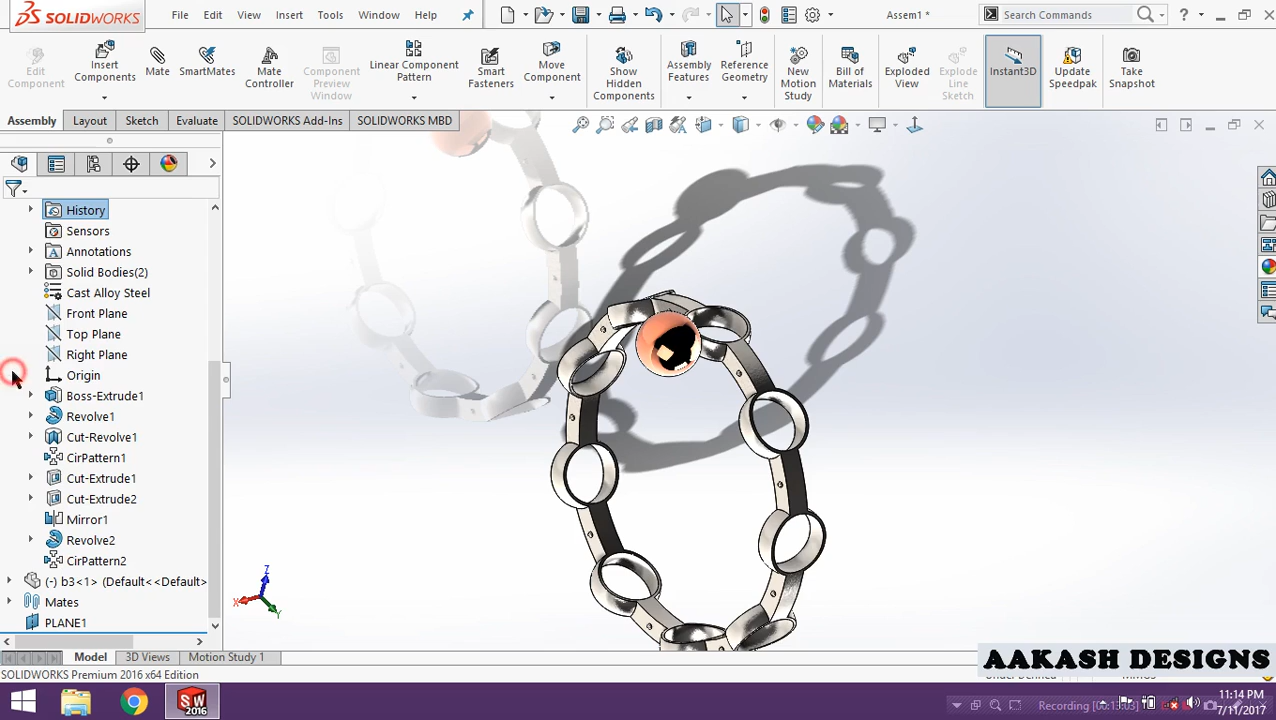 SOLIDWORKS
File Edit View Insert Tools Window Help
Assem1 *
Search Commands
Edit Component
Insert Components
Mate
SmartMates
Mate Controller
Component Preview Window
Linear Component Pattern
Smart Fasteners
Move Component
Show Hidden Components
Assembly Features
Reference Geometry
New Motion Study
Bill of Materials
Exploded View
Explode Line Sketch
Instant3D
Update Speedpak
Take Snapshot
Assembly Layout Sketch Evaluate SOLIDWORKS Add-Ins SOLIDWORKS MBD
History
Sensors
Annotations
Solid Bodies(2)
Cast Alloy Steel
Front Plane
Top Plane
Right Plane
Origin
Boss-Extrude1
Revolve1
Cut-Revolve1
CirPattern1
Cut-Extrude1
Cut-Extrude2
Mirror1
Revolve2
CirPattern2
(-) b3<1> (Default<<Default>
Mates
PLANE1
Z
X
Y
Model 3D Views Motion Study 1
SOLIDWORKS Premium 2016 x64 Edition
AAKASH DESIGNS
SW
2016
Recording [00:13:03]
11:14 PM
7/11/2017